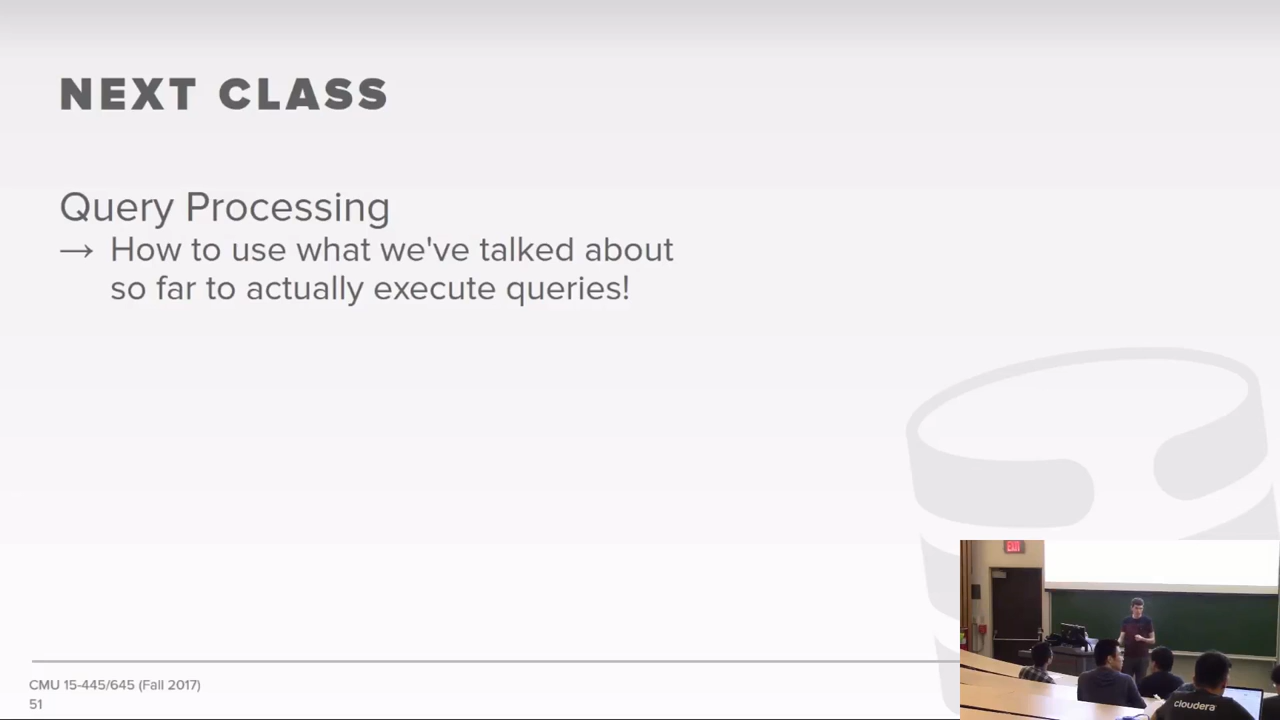 NEXT CLASS
Query Processing
→ How to use what we've talked about
so far to actually execute queries!
CMU 15-445/645 (Fall 2017)
51
EXIT
cloudera